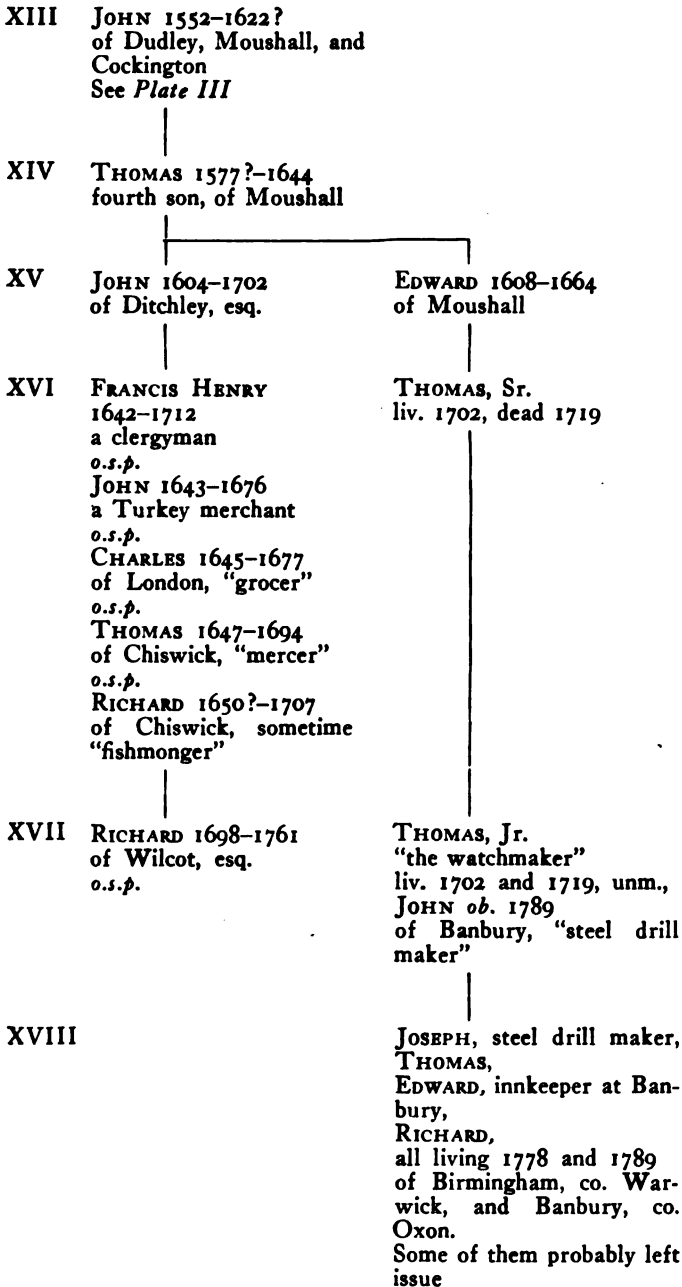 XIII JOHN 1552–1622?
of Dudley, Moushall, and
Cockington
See Plate III
XIV THOMAS 1577?–1644
fourth son, of Moushall
XV JOHN 1604–1702
of Ditchley, esq.
EDWARD 1608–1664
of Moushall
XVI FRANCIS HENRY
1642–1712
a clergyman
o.s.p.
JOHN 1643–1676
a Turkey merchant
o.s.p.
CHARLES 1645–1677
of London, “grocer”
o.s.p.
THOMAS 1647–1694
of Chiswick, “mercer”
o.s.p.
RICHARD 1650?–1707
of Chiswick, sometime
“fishmonger”
THOMAS, Sr.
liv. 1702, dead 1719
XVII RICHARD 1698–1761
of Wilcot, esq.
o.s.p.
THOMAS, Jr.
“the watchmaker”
liv. 1702 and 1719, unm.,
JOHN ob. 1789
of Banbury, “steel drill
maker”
XVIII JOSEPH, steel drill maker,
THOMAS,
EDWARD, innkeeper at Ban-
bury,
RICHARD,
all living 1778 and 1789
of Birmingham, co. War-
wick, and Banbury, co.
Oxon.
Some of them probably left
issue